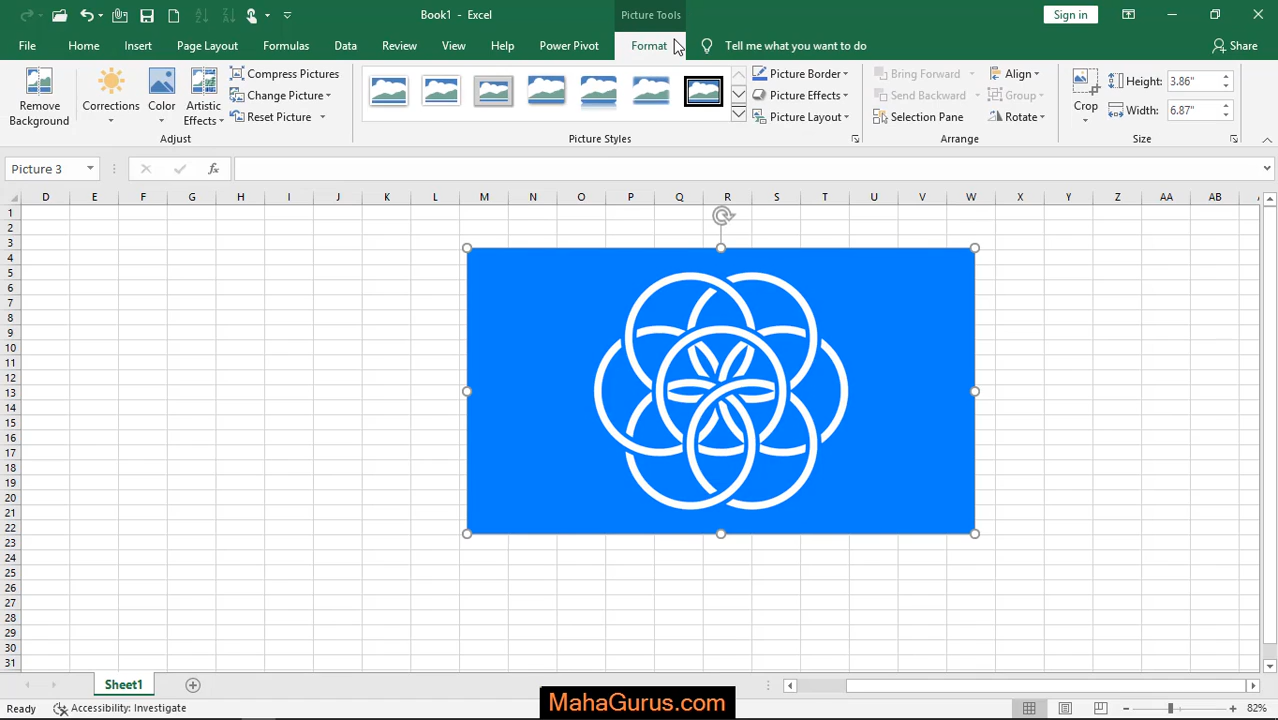 Book1 - Excel
Picture Tools
Sign in
File Home Insert Page Layout Formulas Data Review View Help Power Pivot Format Tell me what you want to do Share
Remove Background
Corrections
Color
Artistic Effects
Compress Pictures
Change Picture
Reset Picture
Adjust
Picture Styles
Picture Border
Picture Effects
Picture Layout
Bring Forward
Send Backward
Selection Pane
Align
Group
Rotate
Arrange
Crop
Height: 3.86"
Width: 6.87"
Size
Picture 3
fx
D E F G H I J K L M N O P Q R S T U V W X Y Z AA AB
1
2
3
4
5
6
7
8
9
10
11
12
13
14
15
16
17
18
19
20
21
22
23
24
25
26
27
28
29
30
31
Sheet1
Ready
Accessibility: Investigate
MahaGurus.com
82%